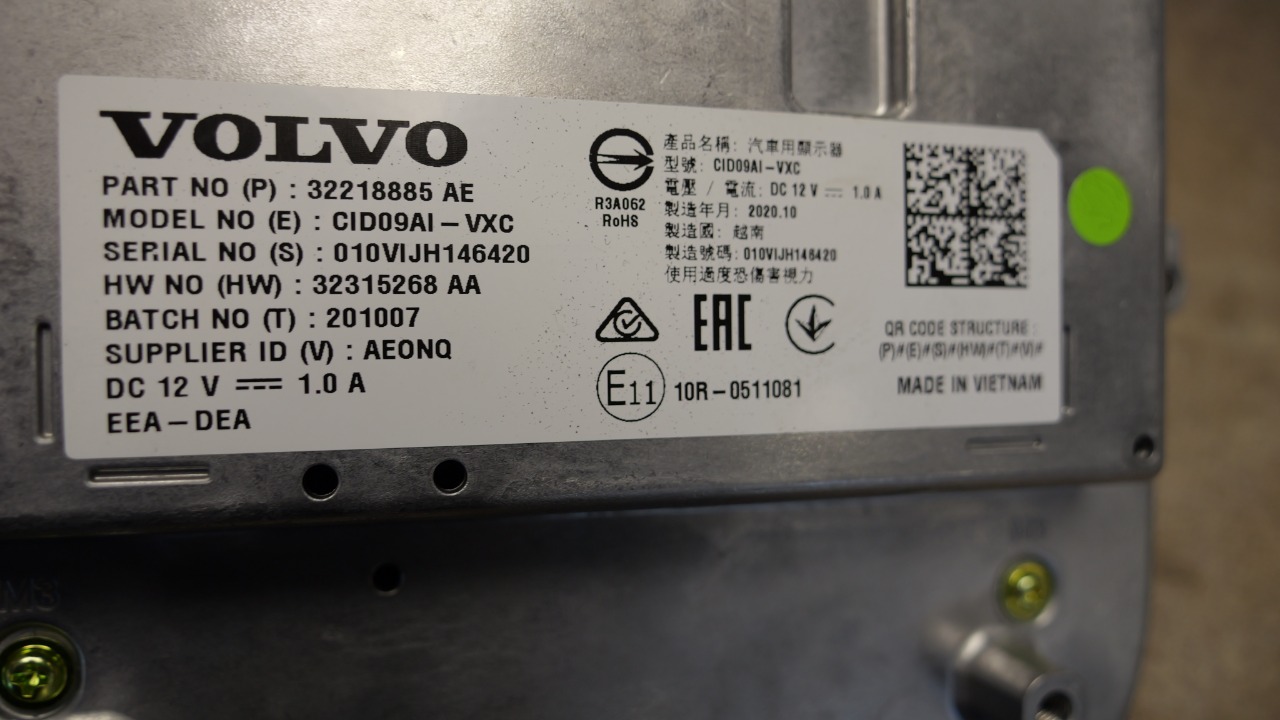 VOLVO
PART NO (P) : 32218885 AE
MODEL NO (E) : CID09AI-VXC
SERIAL NO (S) : 010VIJH146420
HW NO (HW) : 32315268 AA
BATCH NO (T) : 201007
SUPPLIER ID (V) : AEONQ
DC 12 V ⎓ 1.0 A
EEA-DEA
R3A062
RoHS
產品名稱: 汽車用顯示器
型號: CID09AI-VXC
電壓 / 電流: DC 12 V ⎓ 1.0 A
製造年月: 2020.10
製造國: 越南
製造號碼: 010VIJH146420
使用過度恐傷害視力
EAC
E11 10R-0511081
QR CODE STRUCTURE :
(P)#(E)#(S)#(HW)#(T)#(V)#
MADE IN VIETNAM
M3